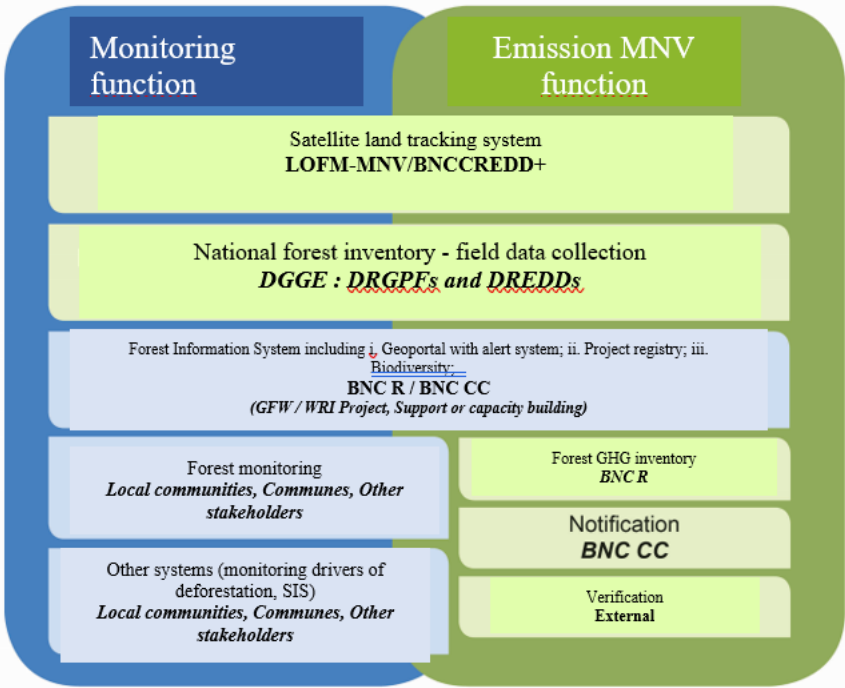 Monitoring
function
Emission MNV
function
Satellite land tracking system
LOFM-MNV/BNCCREDD+
National forest inventory - field data collection
DGGE : DRGPFs and DREDDs
Forest Information System including i. Geoportal with alert system; ii. Project registry; iii.
Biodiversity;
BNC R / BNC CC
(GFW / WRI Project, Support or capacity building)
Forest monitoring
Local communities, Communes, Other
stakeholders
Other systems (monitoring drivers of
deforestation, SIS)
Local communities, Communes, Other
stakeholders
Forest GHG inventory
BNC R
Notification
BNC CC
Verification
External